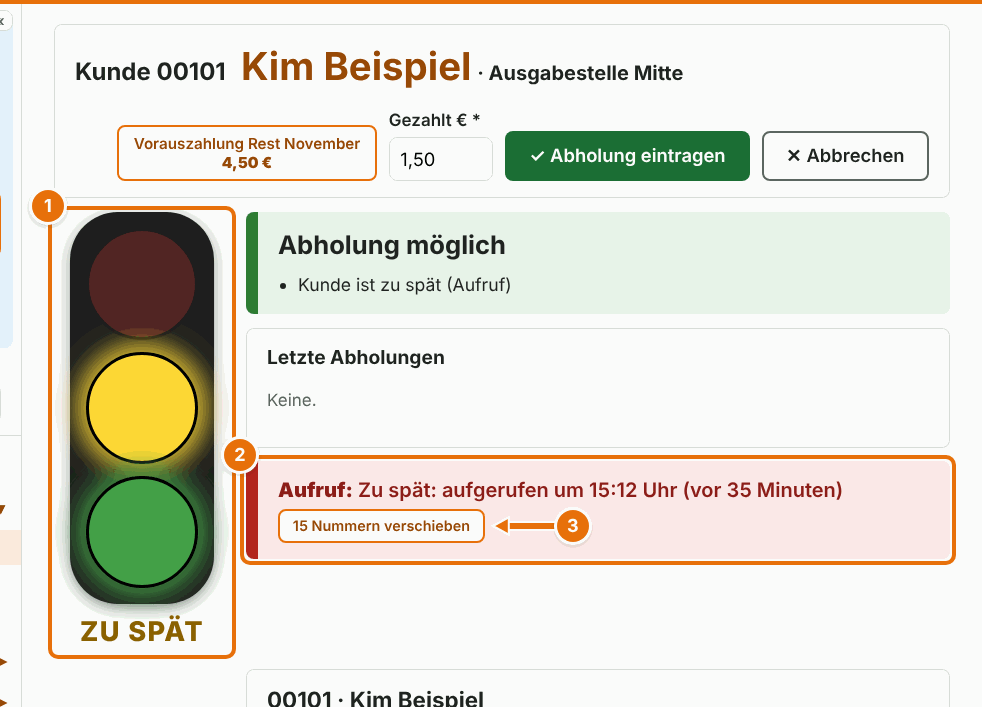 Kunde 00101 Kim Beispiel · Ausgabestelle Mitte
Gezahlt € *
Vorauszahlung Rest November
4,50 €
1,50
✓ Abholung eintragen
✕ Abbrechen
1
Abholung möglich
• Kunde ist zu spät (Aufruf)
Letzte Abholungen
Keine.
2
Aufruf: Zu spät: aufgerufen um 15:12 Uhr (vor 35 Minuten)
15 Nummern verschieben
3
ZU SPÄT
00101 · Kim Beispiel